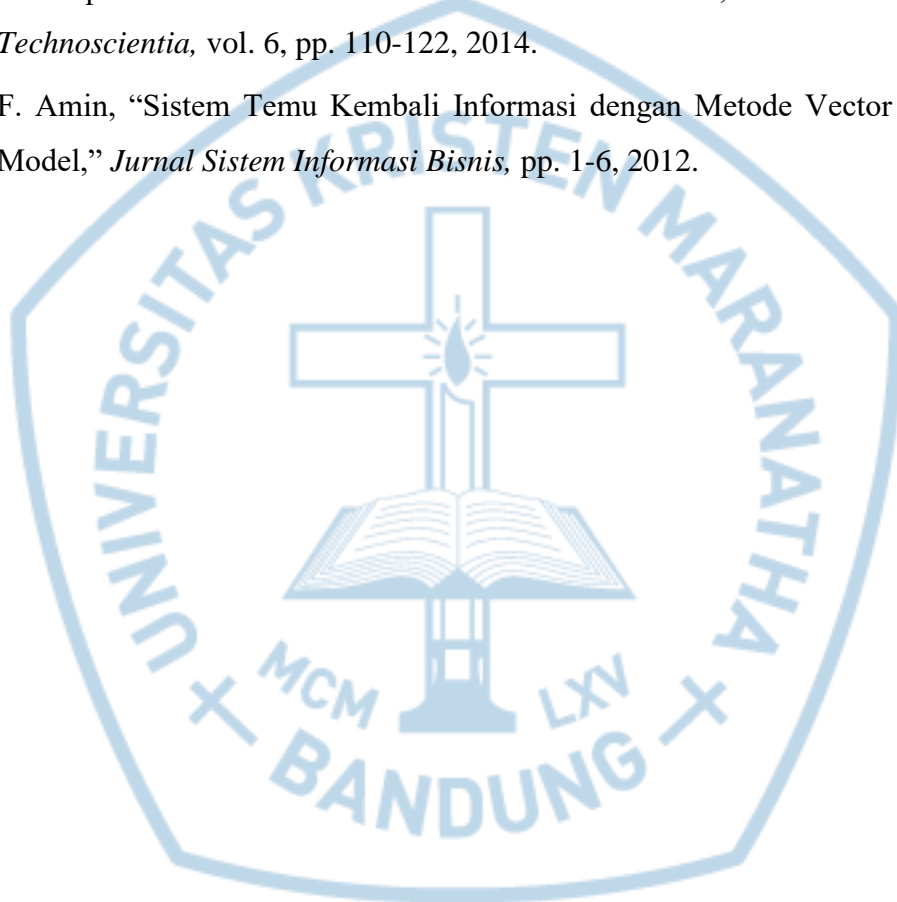 Technoscientia, vol. 6, pp. 110-122, 2014.
F. Amin, “Sistem Temu Kembali Informasi dengan Metode Vector
Model,” Jurnal Sistem Informasi Bisnis, pp. 1-6, 2012.
UNIVERSITAS KRISTEN MARANATHA
MCM LXV
BANDUNG